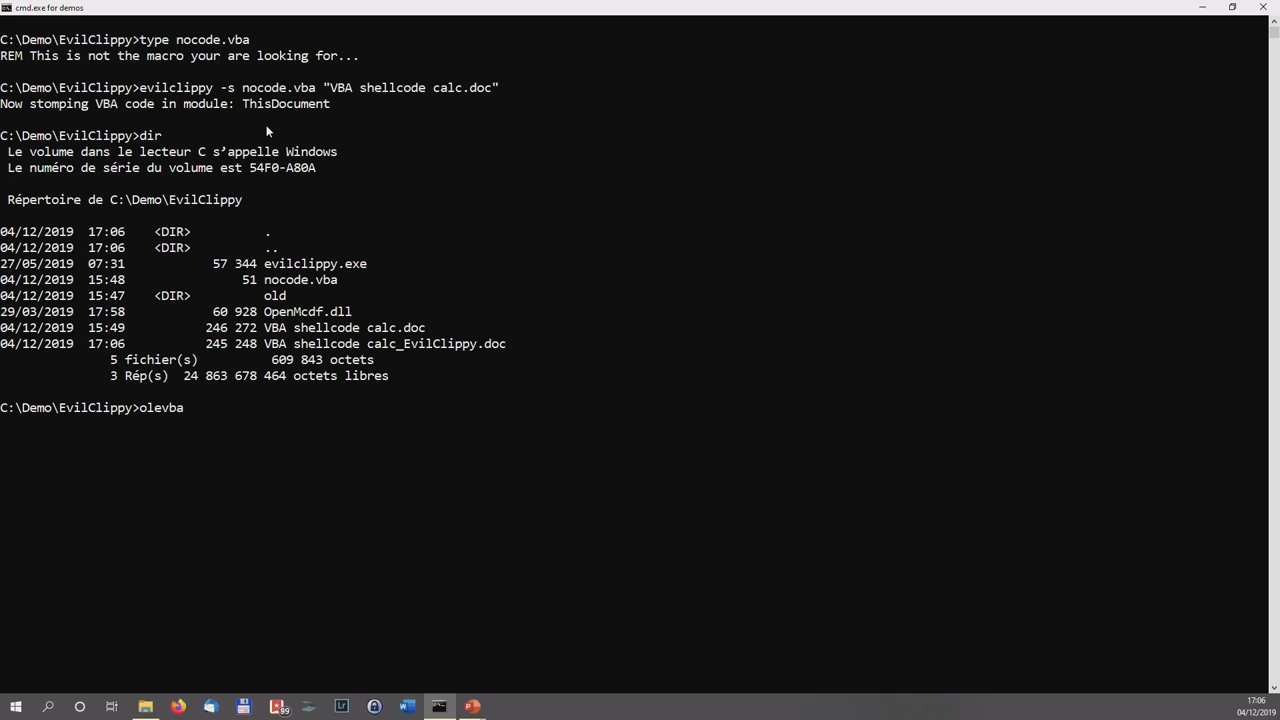 cmd.exe for demos
C:\Demo\EvilClippy>type nocode.vba
REM This is not the macro your are looking for...
C:\Demo\EvilClippy>evilclippy -s nocode.vba "VBA shellcode calc.doc"
Now stomping VBA code in module: ThisDocument
C:\Demo\EvilClippy>dir
Le volume dans le lecteur C s’appelle Windows
Le numéro de série du volume est 54F0-A80A
Répertoire de C:\Demo\EvilClippy
04/12/2019 17:06 <DIR> .
04/12/2019 17:06 <DIR> ..
27/05/2019 07:31 57 344 evilclippy.exe
04/12/2019 15:48 51 nocode.vba
04/12/2019 15:47 <DIR> old
29/03/2019 17:58 60 928 OpenMcdf.dll
04/12/2019 15:49 246 272 VBA shellcode calc.doc
04/12/2019 17:06 245 248 VBA shellcode calc_EvilClippy.doc
5 fichier(s) 609 843 octets
3 Rép(s) 24 863 678 464 octets libres
C:\Demo\EvilClippy>olevba
99
Lr
17:06
04/12/2019